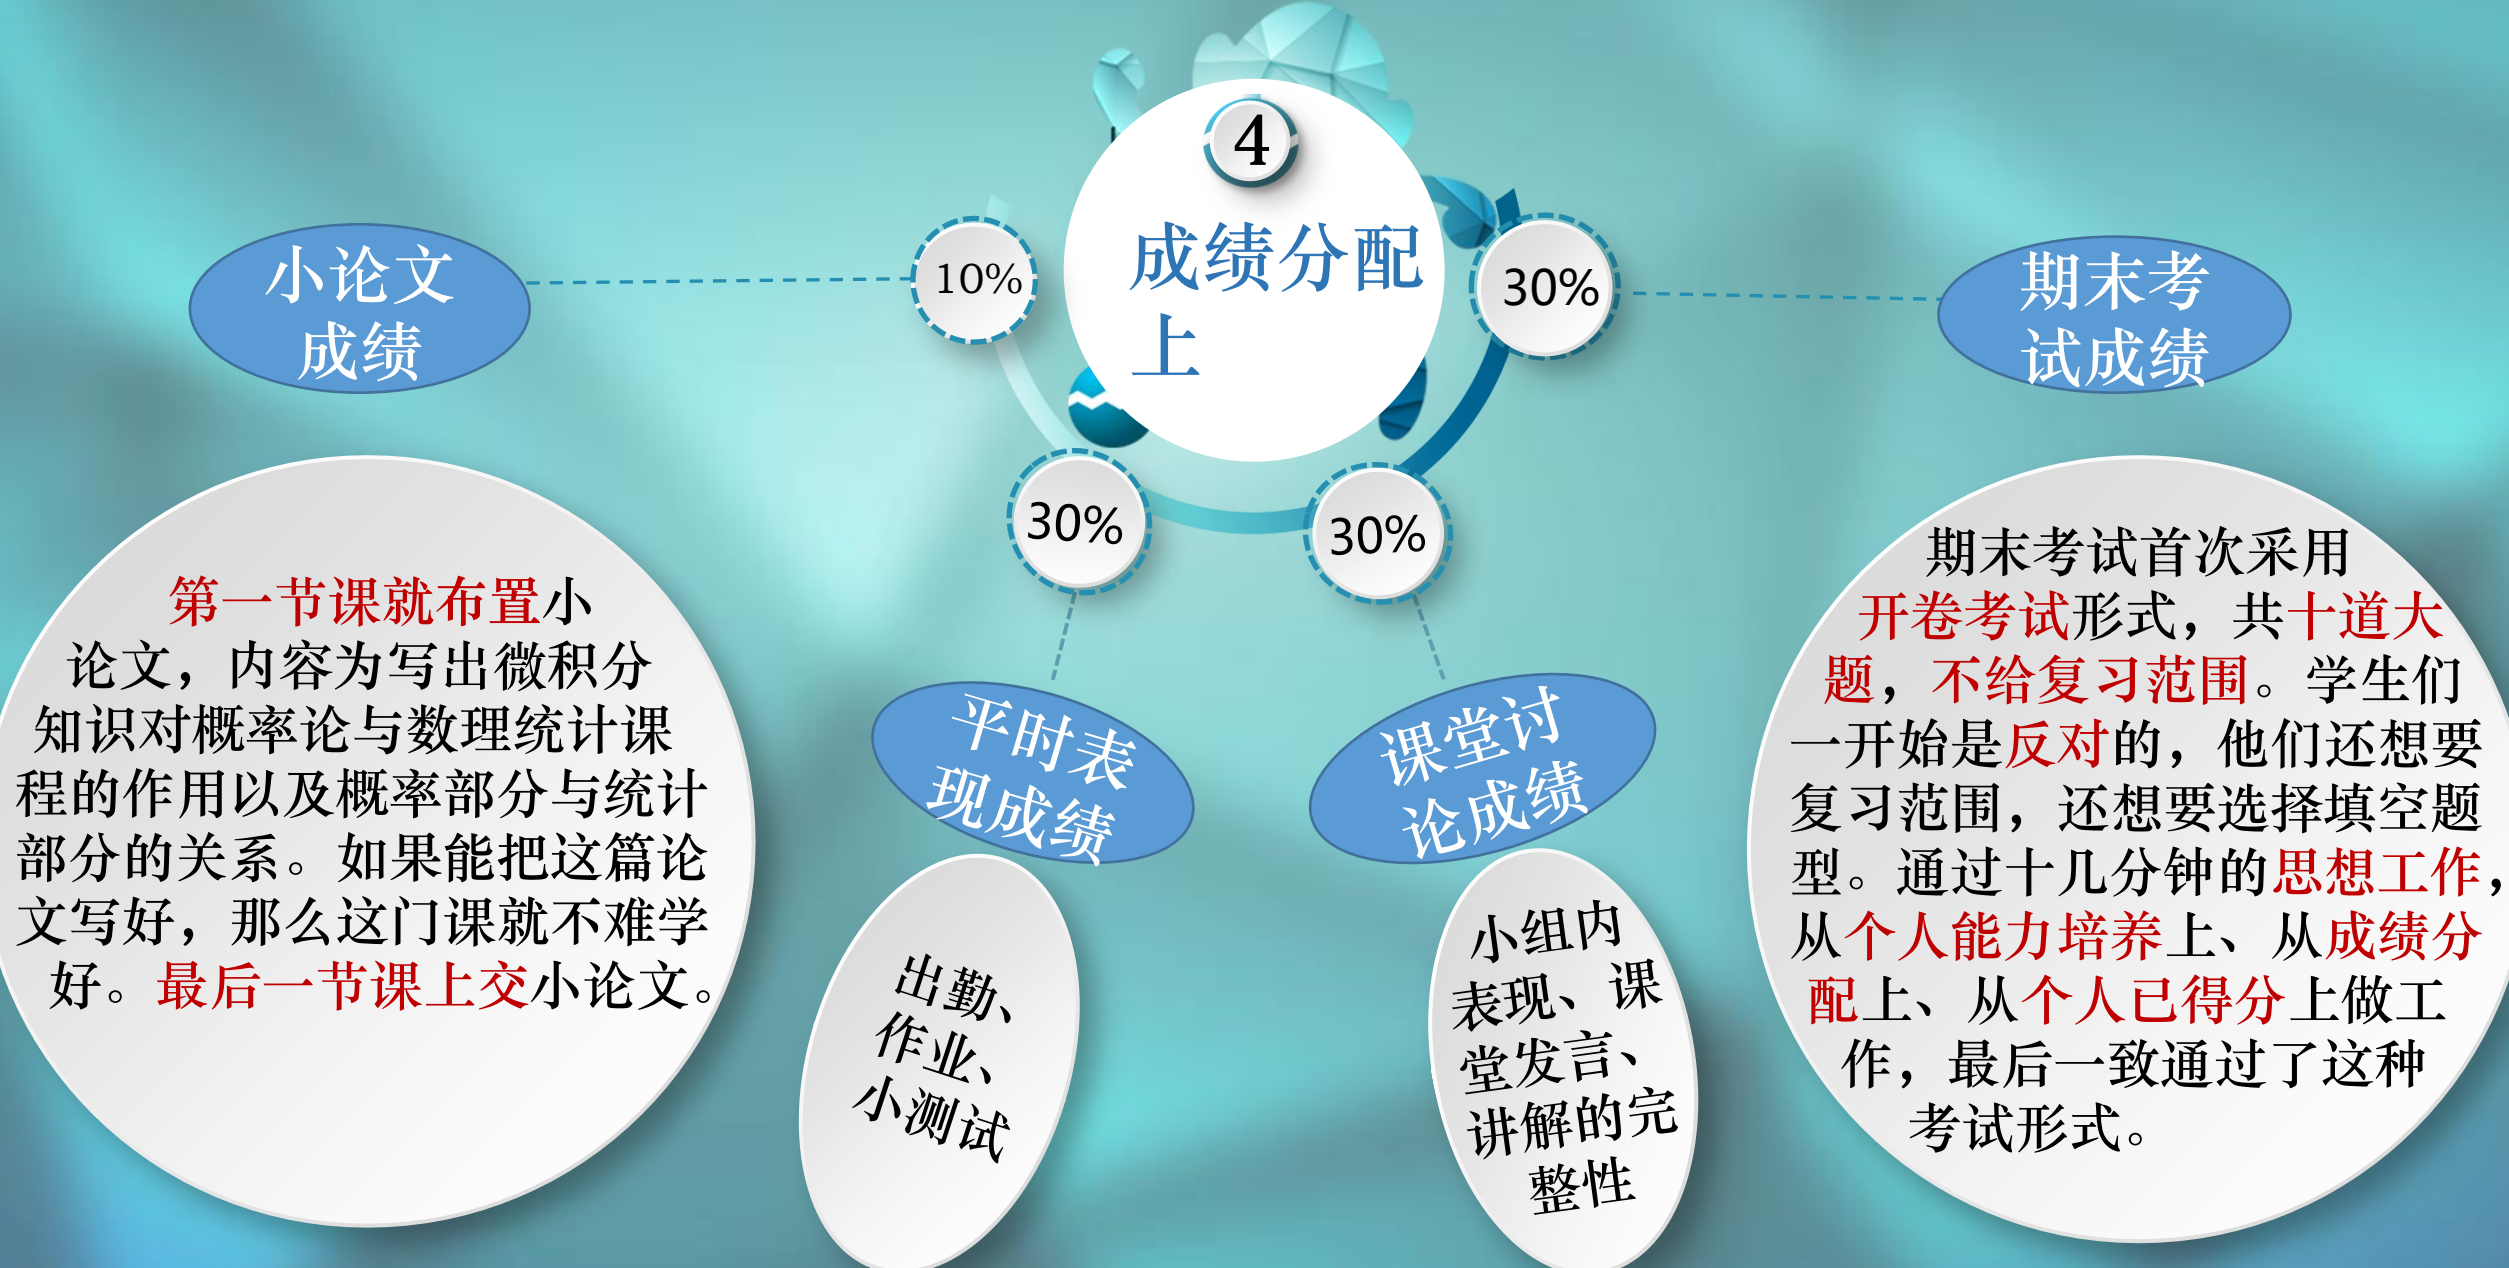 4
成绩分配
上
10%
30%
30%
30%
小论文
成绩
第一节课就布置小
论文，内容为写出微积分
知识对概率论与数理统计课
程的作用以及概率部分与统计
部分的关系。如果能把这篇论
文写好，那么这门课就不难学
好。最后一节课上交小论文。
平时表
现成绩
出勤、
作业、
小测试
课堂讨
论成绩
小组内
表现、课
堂发言、
讲解的完
整性
期末考
试成绩
期末考试首次采用
开卷考试形式，共十道大
题，不给复习范围。学生们
一开始是反对的，他们还想要
复习范围，还想要选择填空题
型。通过十几分钟的思想工作，
从个人能力培养上、从成绩分
配上、从个人已得分上做工
作，最后一致通过了这种
考试形式。